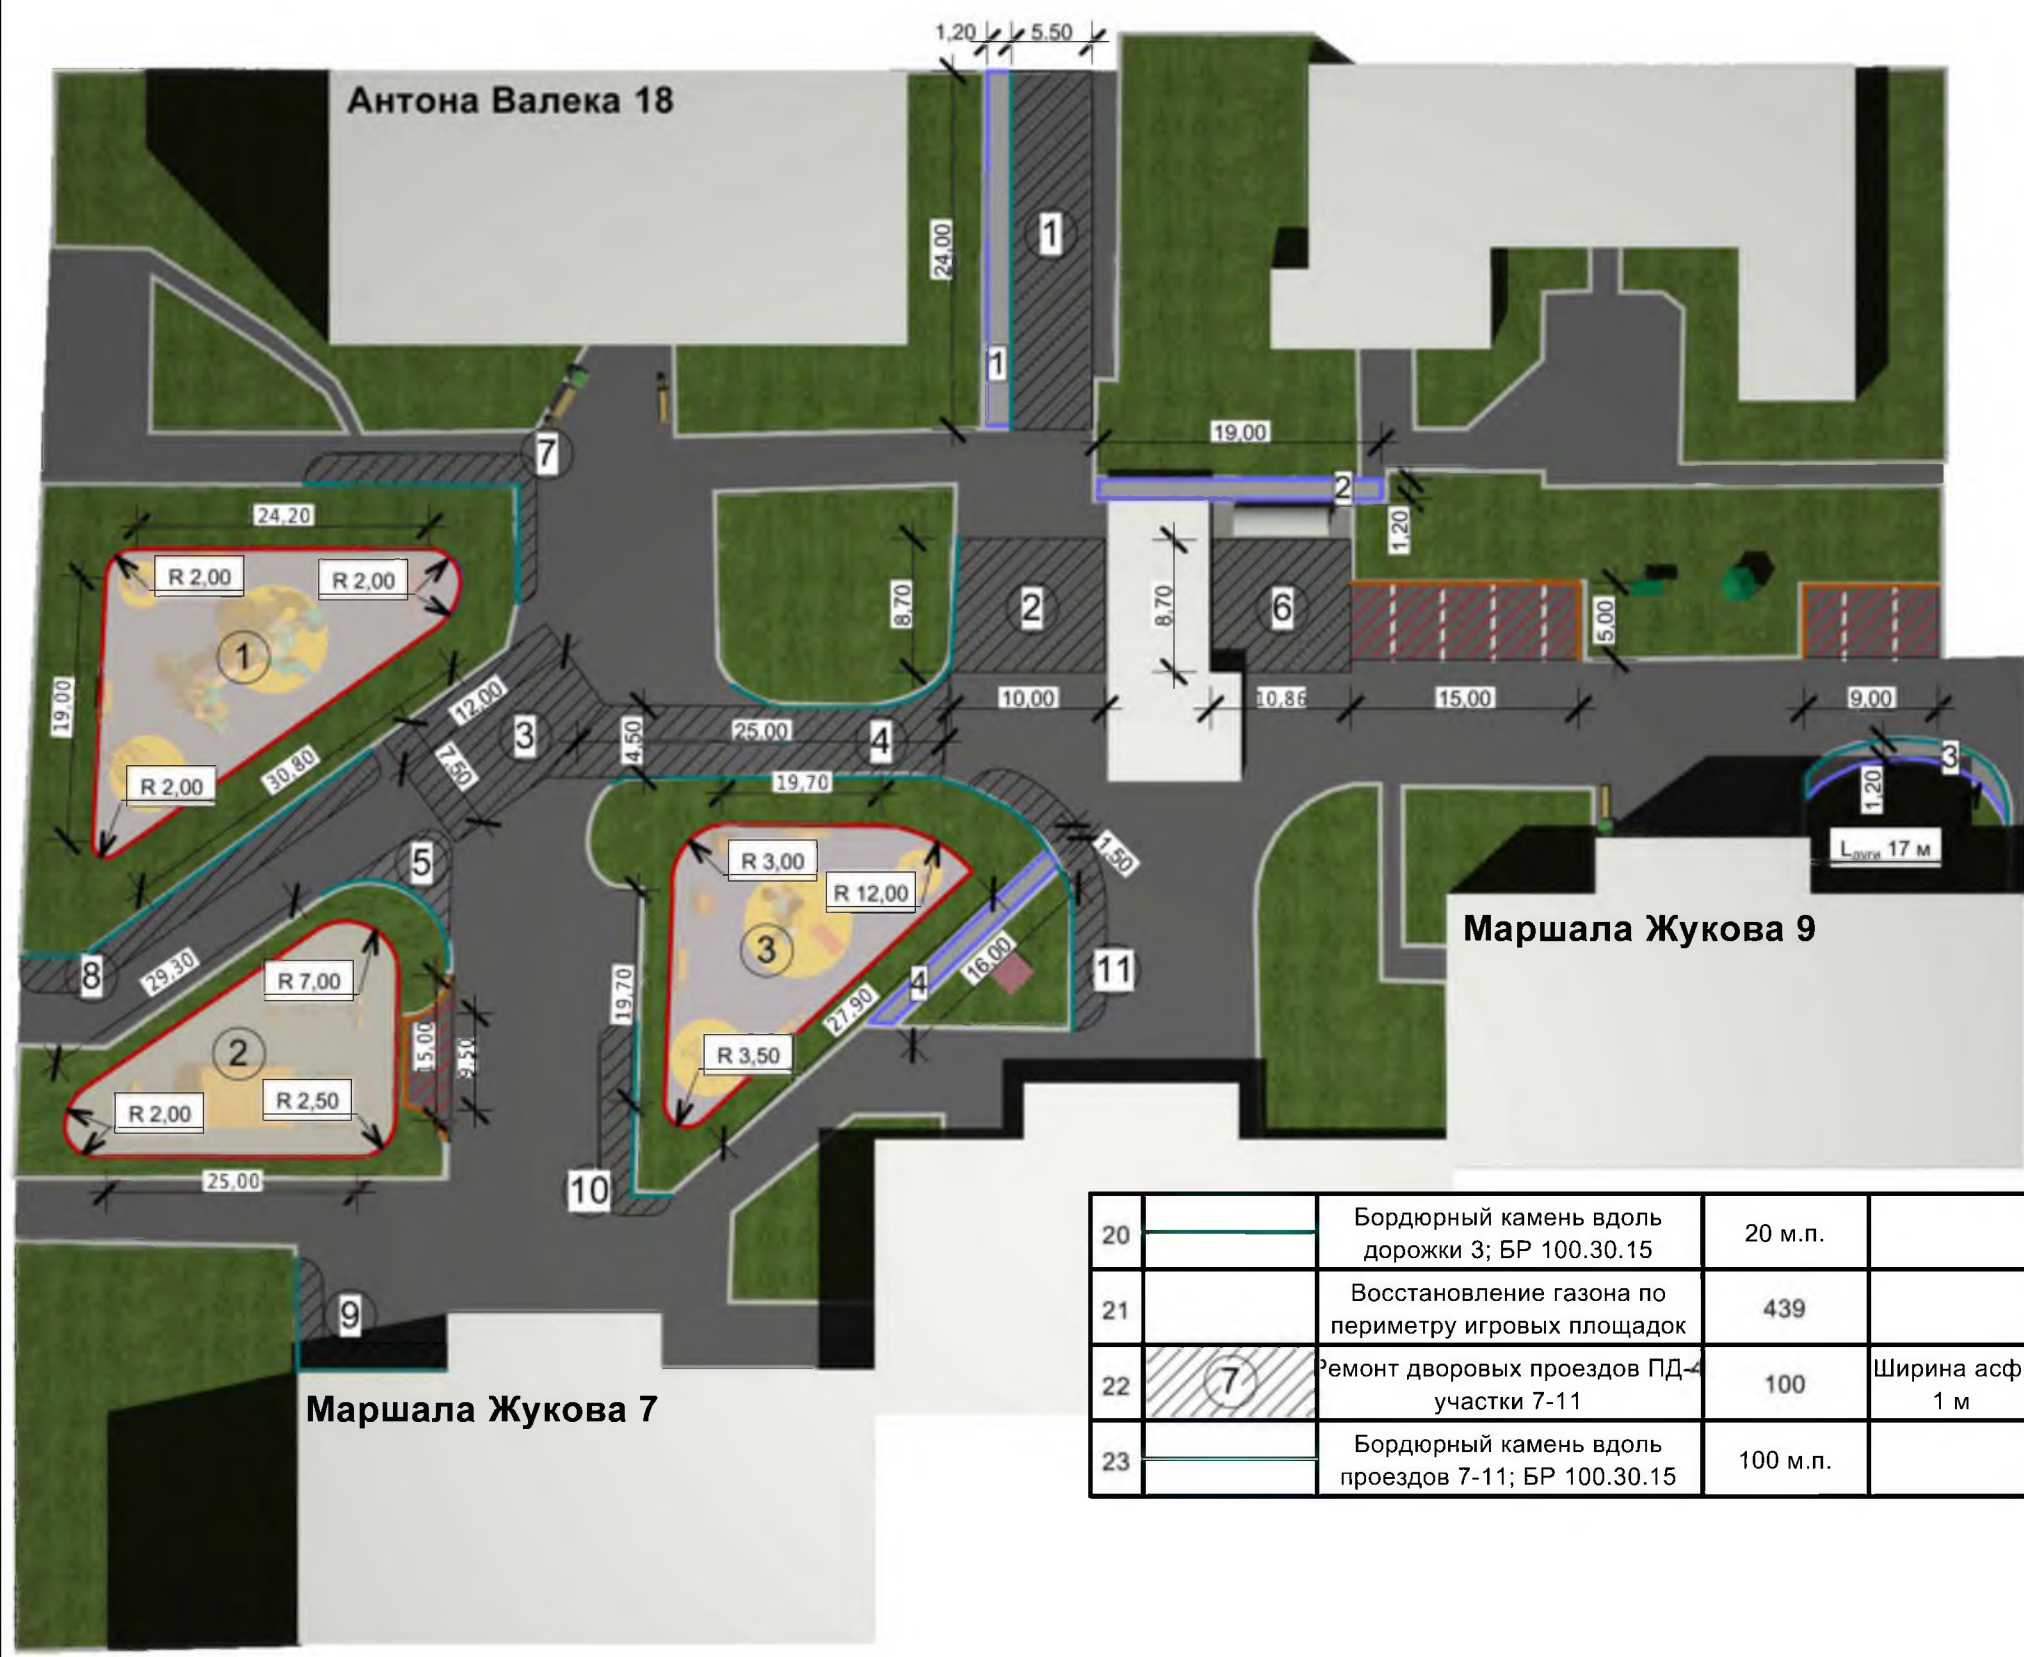 1,20
5.50
Антона Валека 18
1
24,00
1
19,00
7
2
24,20
1,20
R 2,00
R 2,00
8,70
2
8,70
6
5,00
1
19,00
12,00
10,00
10,86
15,00
9,00
3
4,50
25,00
4
3
30,80
7,50
19,70
1,20
R 2,00
5
R 3,00
1,50
Lдуги 17 м
R 12,00
Маршала Жукова 9
3
8
29,30
R 7,00
19,70
4
16,00
11
27,90
2
15,00
9,50
R 3,50
R 2,00
R 2,50
25,00
10
9
Маршала Жукова 7
20
Бордюрный камень вдоль
дорожки 3; БР 100.30.15
20 м.п.
21
Восстановление газона по
периметру игровых площадок
439
22
7
Ремонт дворовых проездов ПД-4
участки 7-11
100
Ширина асф
1 м
23
Бордюрный камень вдоль
проездов 7-11; БР 100.30.15
100 м.п.